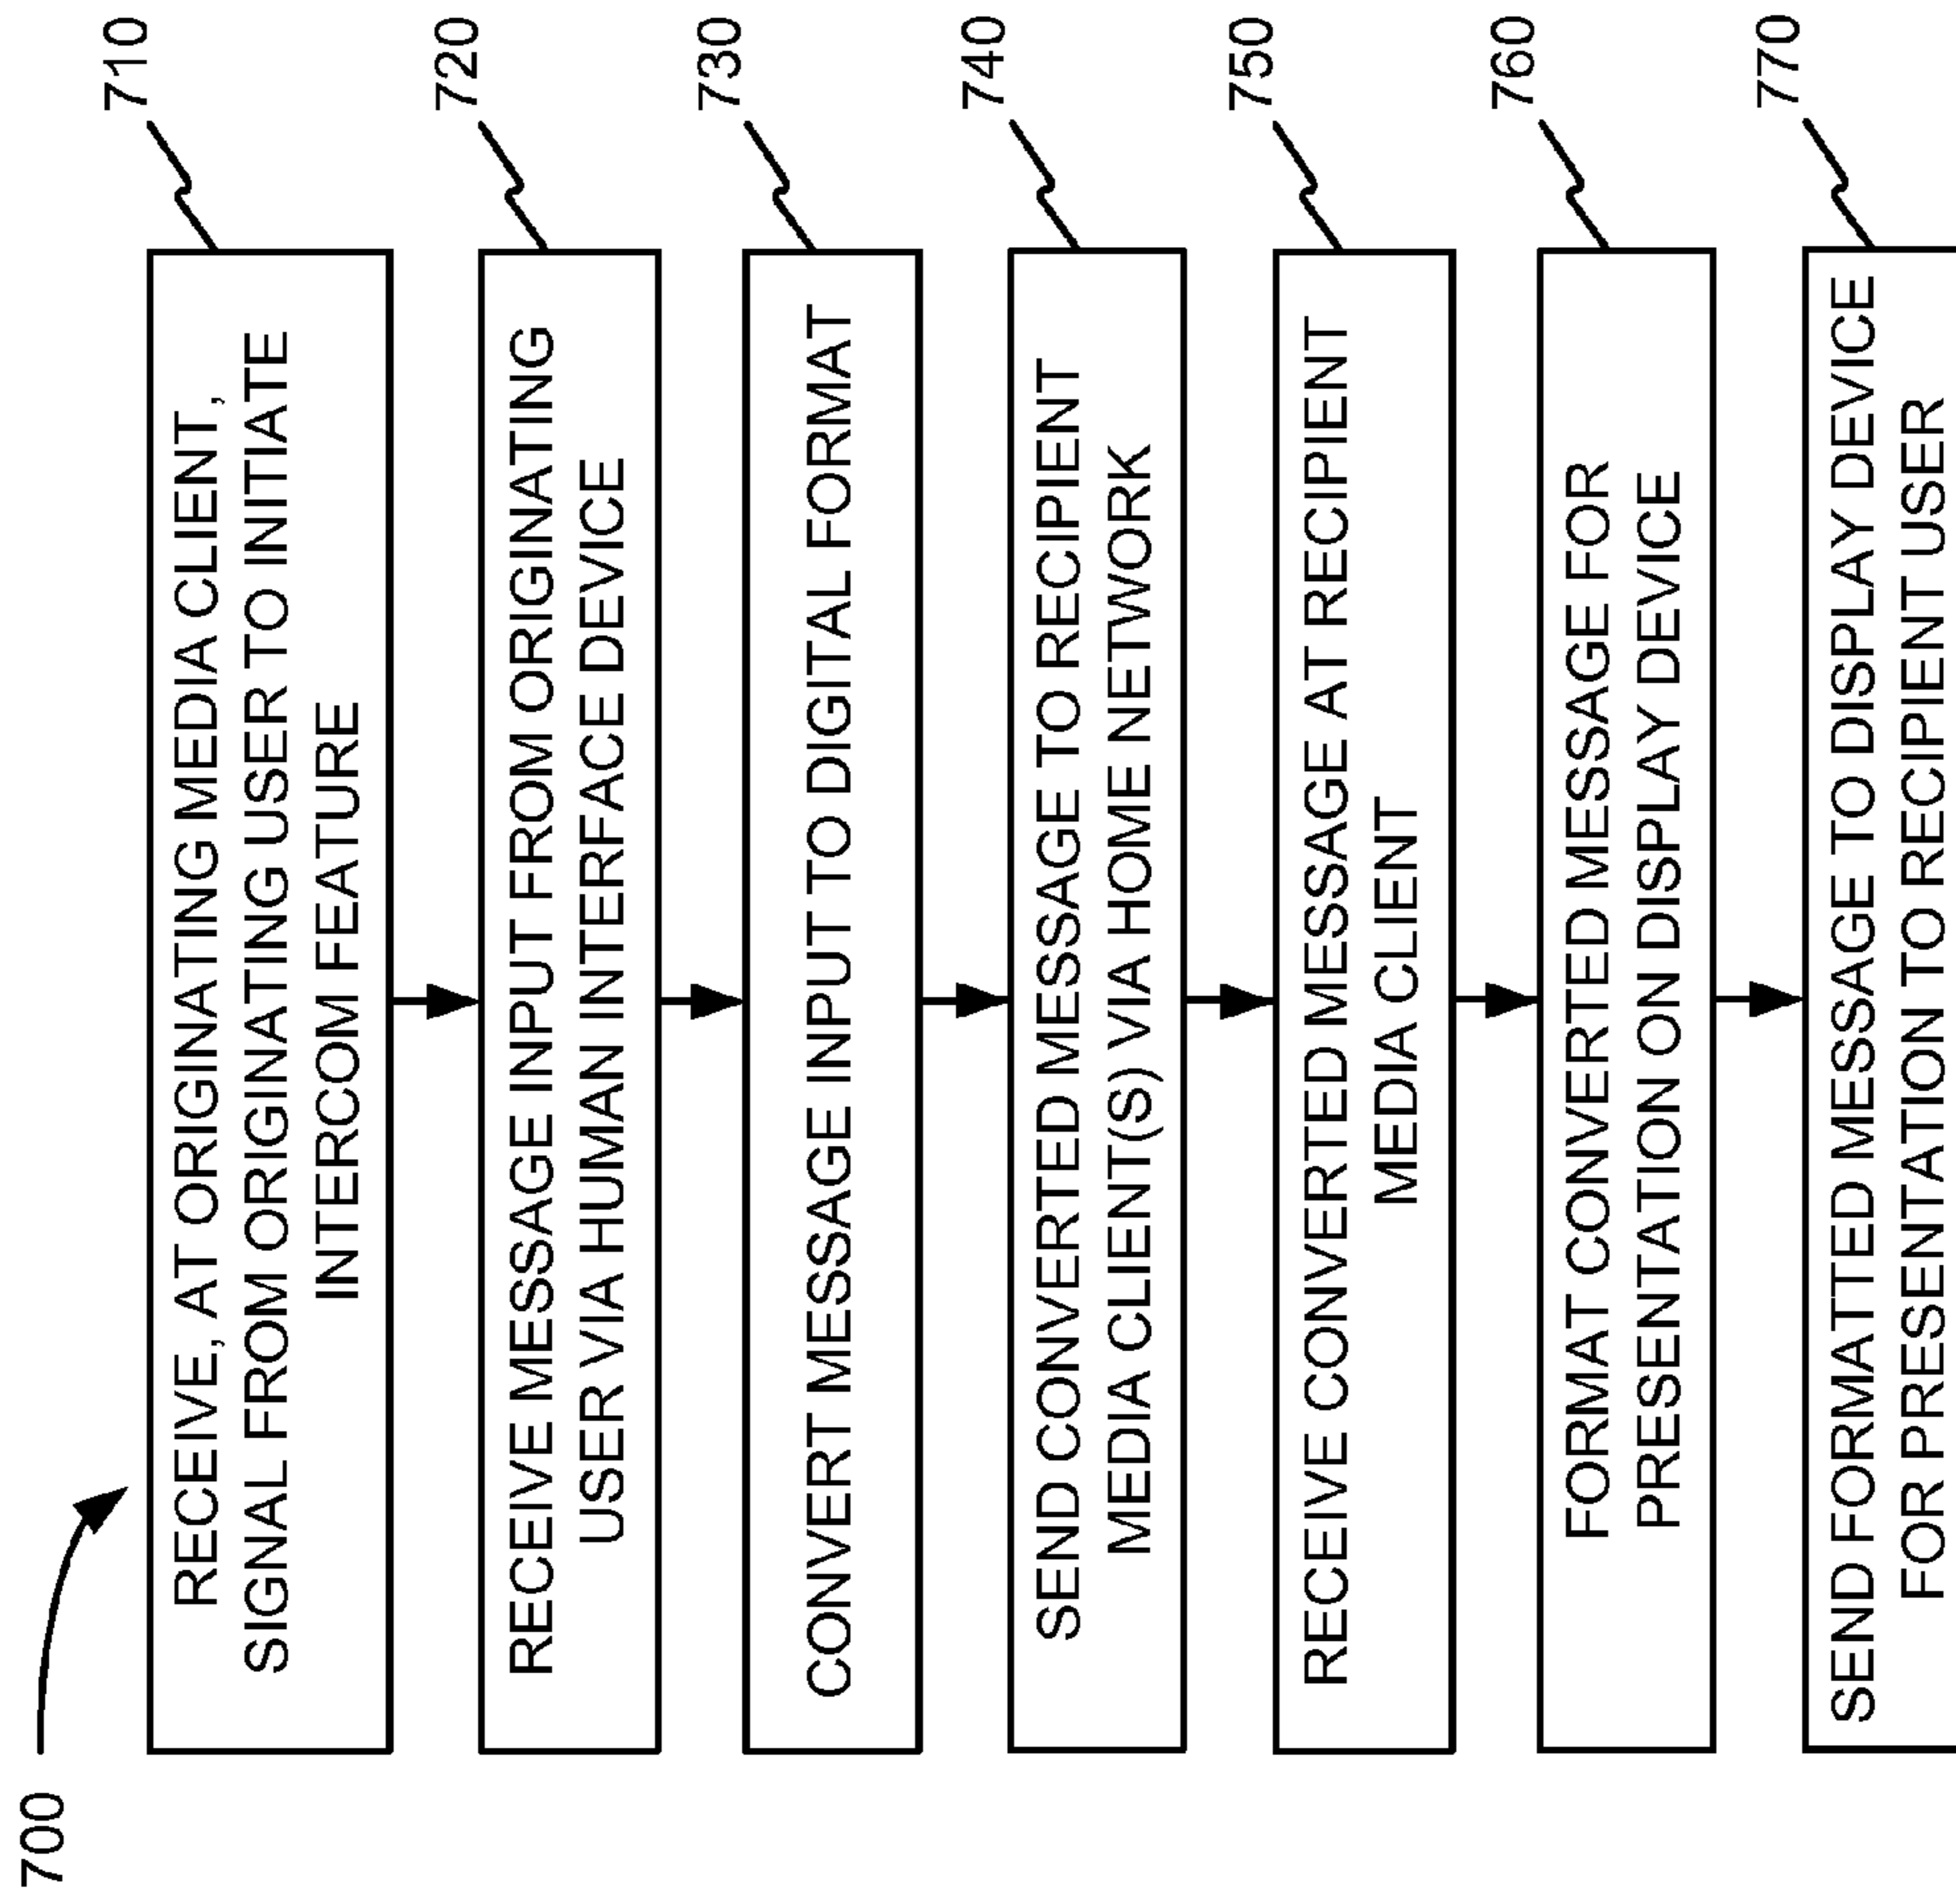 700
710
RECEIVE, AT ORIGINATING MEDIA CLIENT,
SIGNAL FROM ORIGINATING USER TO INITIATE
INTERCOM FEATURE
720
RECEIVE MESSAGE INPUT FROM ORIGINATING
USER VIA HUMAN INTERFACE DEVICE
730
CONVERT MESSAGE INPUT TO DIGITAL FORMAT
740
SEND CONVERTED MESSAGE TO RECIPIENT
MEDIA CLIENT(S) VIA HOME NETWORK
750
RECEIVE CONVERTED MESSAGE AT RECIPIENT
MEDIA CLIENT
760
FORMAT CONVERTED MESSAGE FOR
PRESENTATION ON DISPLAY DEVICE
770
SEND FORMATTED MESSAGE TO DISPLAY DEVICE
FOR PRESENTATION TO RECIPIENT USER